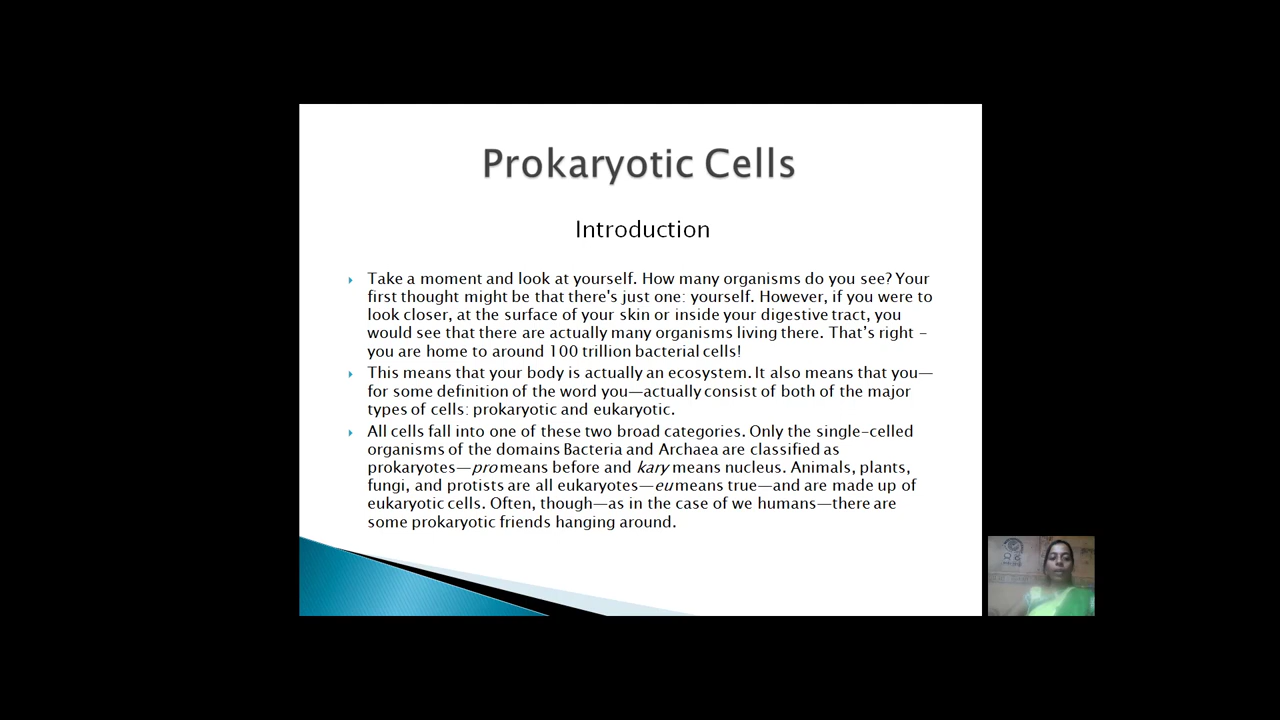 Prokaryotic Cells
Introduction
Take a moment and look at yourself. How many organisms do you see? Your
first thought might be that there's just one: yourself. However, if you were to
look closer, at the surface of your skin or inside your digestive tract, you
would see that there are actually many organisms living there. That's right -
you are home to around 100 trillion bacterial cells!
This means that your body is actually an ecosystem. It also means that you—
for some definition of the word you—actually consist of both of the major
types of cells: prokaryotic and eukaryotic.
All cells fall into one of these two broad categories. Only the single-celled
organisms of the domains Bacteria and Archaea are classified as
prokaryotes—pro means before and kary means nucleus. Animals, plants,
fungi, and protists are all eukaryotes—eu means true—and are made up of
eukaryotic cells. Often, though—as in the case of we humans—there are
some prokaryotic friends hanging around.